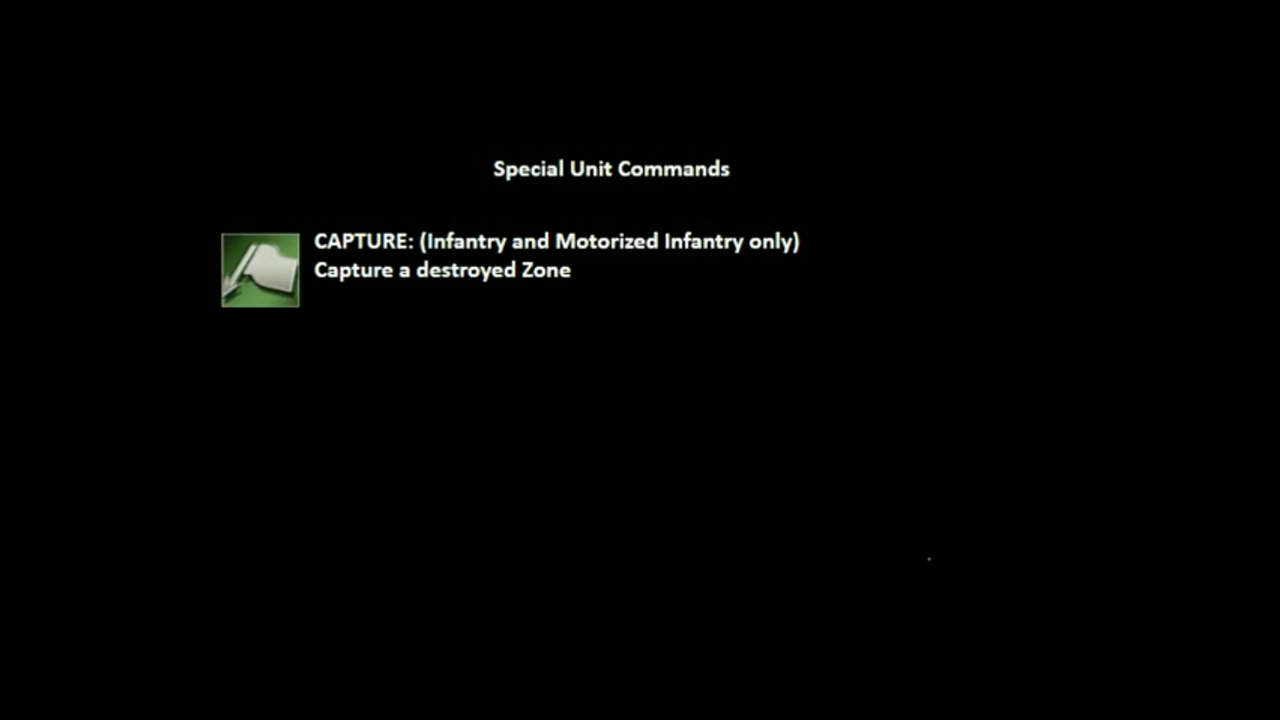 Special Unit Commands
CAPTURE: (Infantry and Motorized Infantry only)
Capture a destroyed Zone